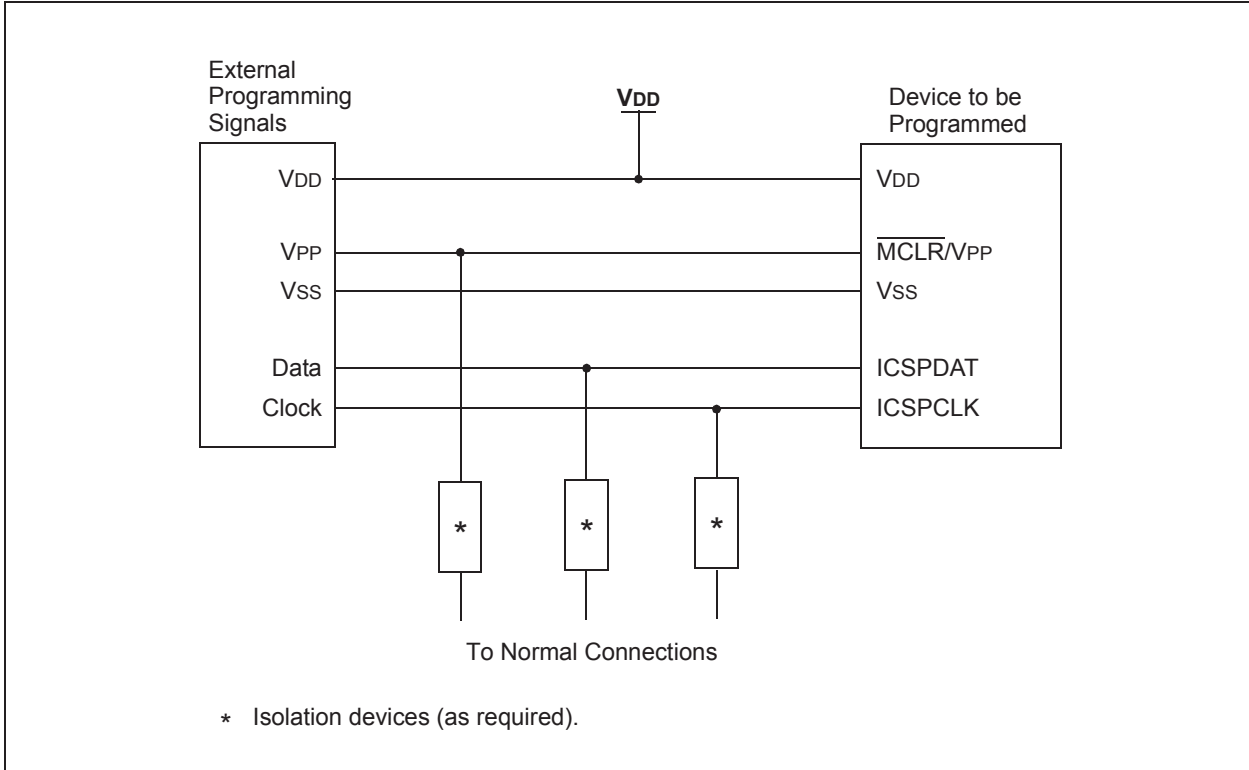 External
Programming
Signals
VDD
Device to be
Programmed
VDD
VDD
VPP
MCLR/VPP
VSS
VSS
Data
ICSPDAT
Clock
ICSPCLK
*
*
*
To Normal Connections
* Isolation devices (as required).